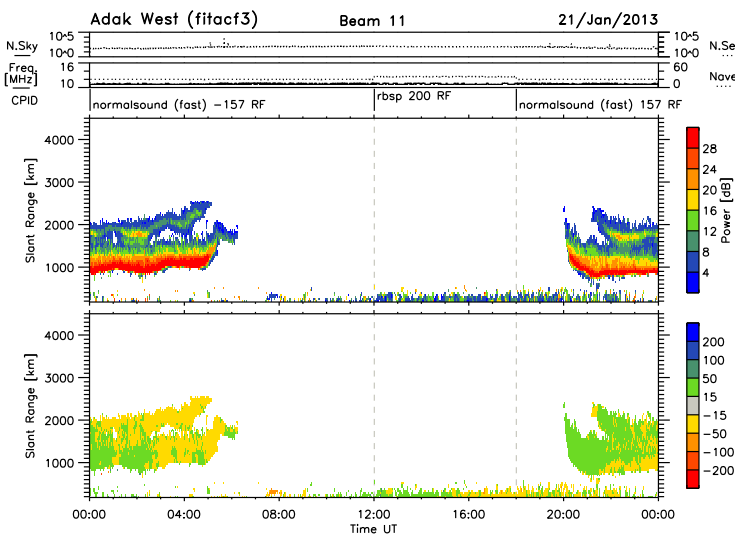 Adak West (fitacf3) Beam 11 21/Jan/2013
N.Sky 10^5 10^0 10^5 10^0 N.Se
Freq [MHz] 16 10 60 0 Nave
CPID normalsound (fast) -157 RF rbsp 200 RF normalsound (fast) 157 RF
Slant Range [km] 4000 3000 2000 1000
28 24 20 16 12 8 4 Power [dB]
Slant Range [km] 4000 3000 2000 1000
200 100 50 15 -15 -50 -100 -200
00:00 04:00 08:00 12:00 16:00 20:00 00:00
Time UT